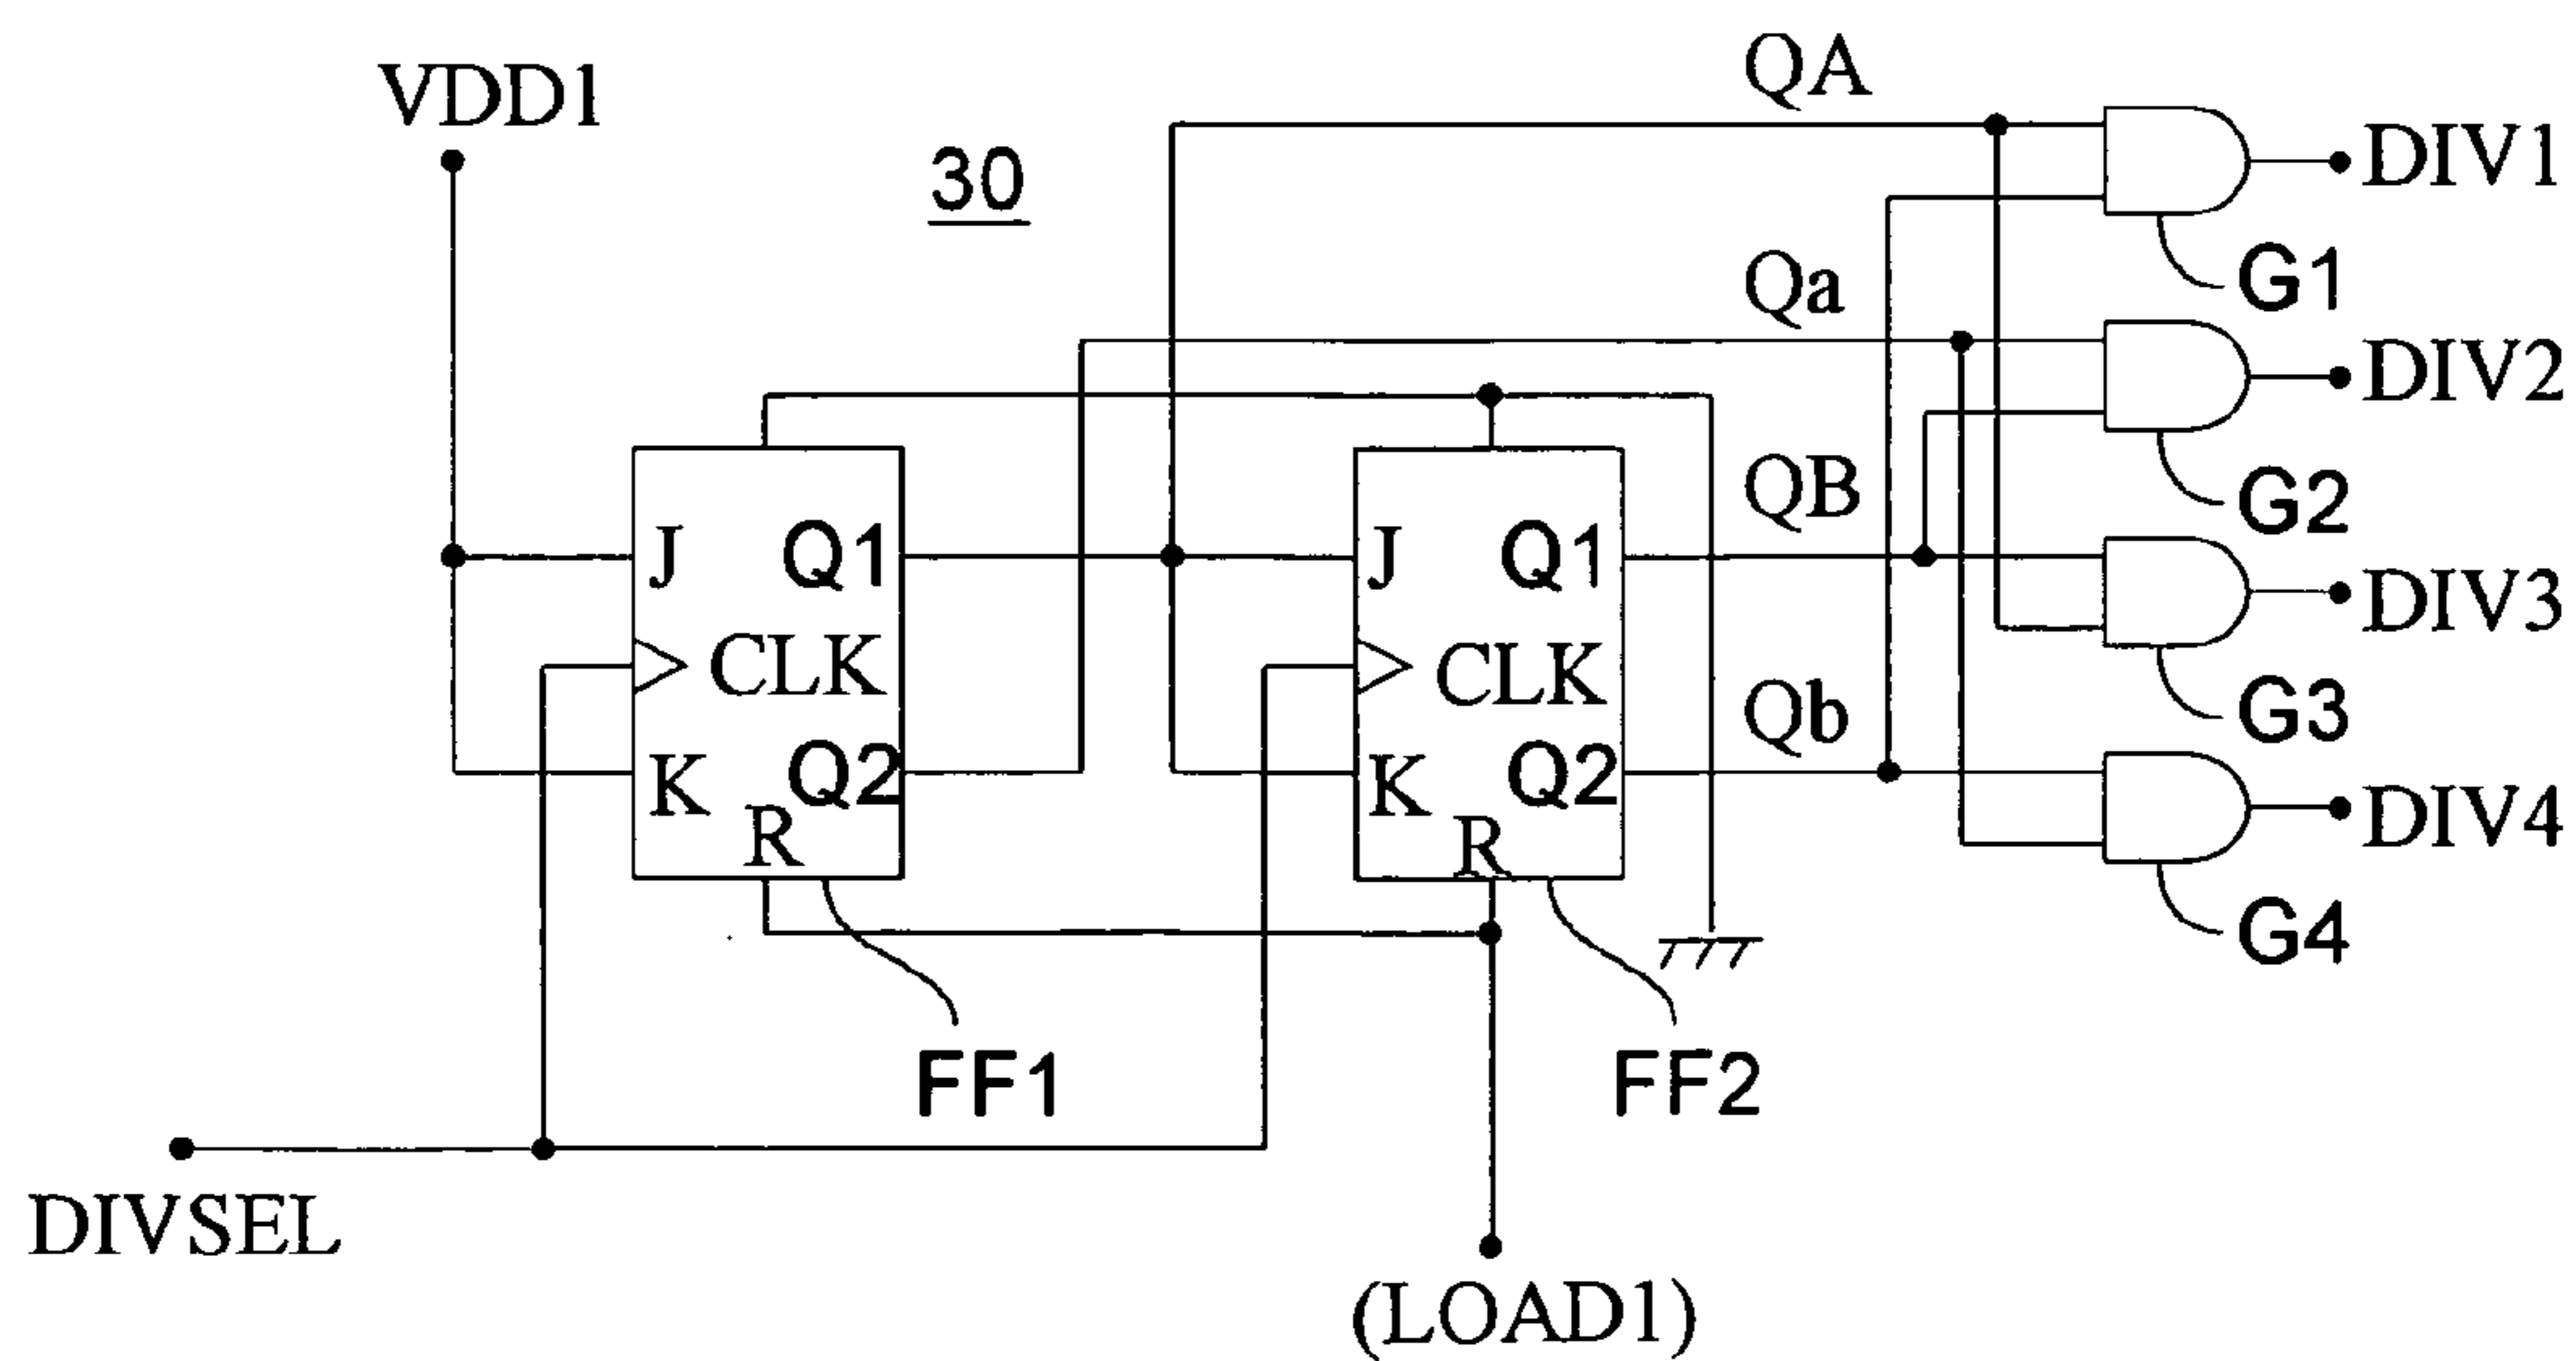 VDD1
30
QA
DIV1
G1
Qa
DIV2
G2
QB
J
Q1
J
Q1
DIV3
CLK
CLK
G3
Qb
K
Q2
K
Q2
DIV4
R
R
G4
FF1
FF2
DIVSEL
(LOAD1)